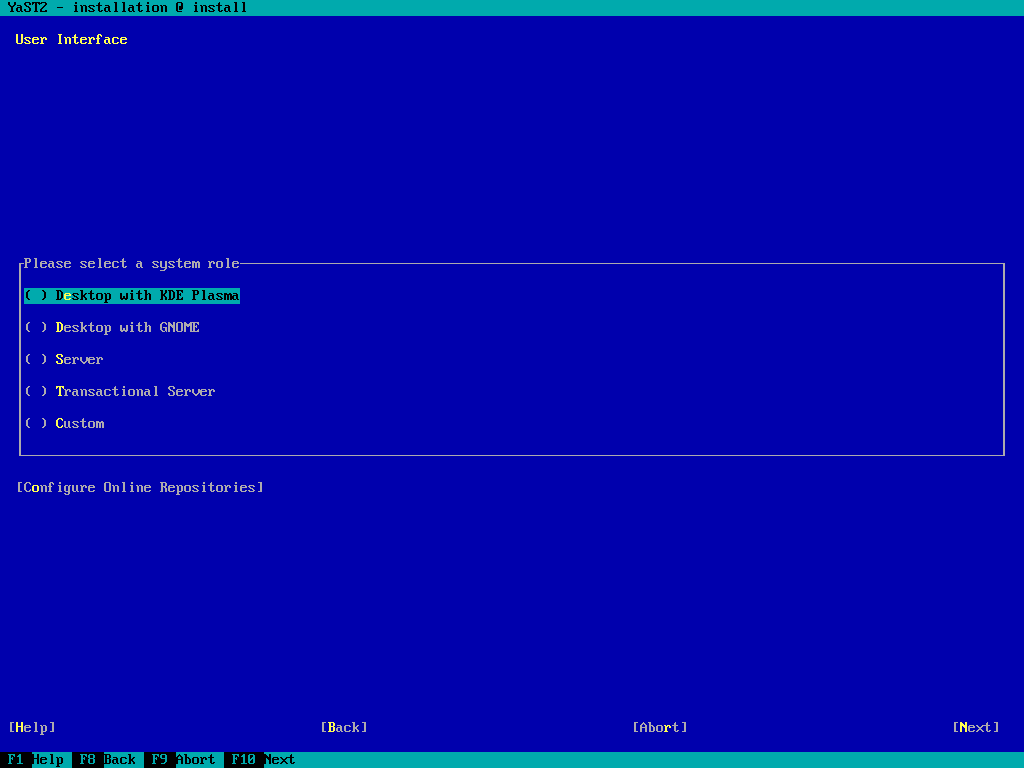 YaST2 - installation @ install
User Interface
Please select a system role
( ) Desktop with KDE Plasma
( ) Desktop with GNOME
( ) Server
( ) Transactional Server
( ) Custom
[Configure Online Repositories]
[Help] [Back] [Abort] [Next]
F1 Help F8 Back F9 Abort F10 Next